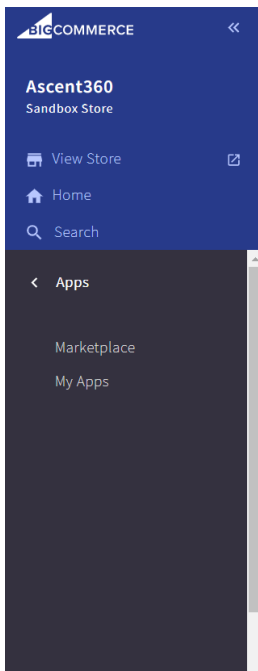 BIGCOMMERCE
Ascent360
Sandbox Store
View Store
Home
Search
Apps
Marketplace
My Apps